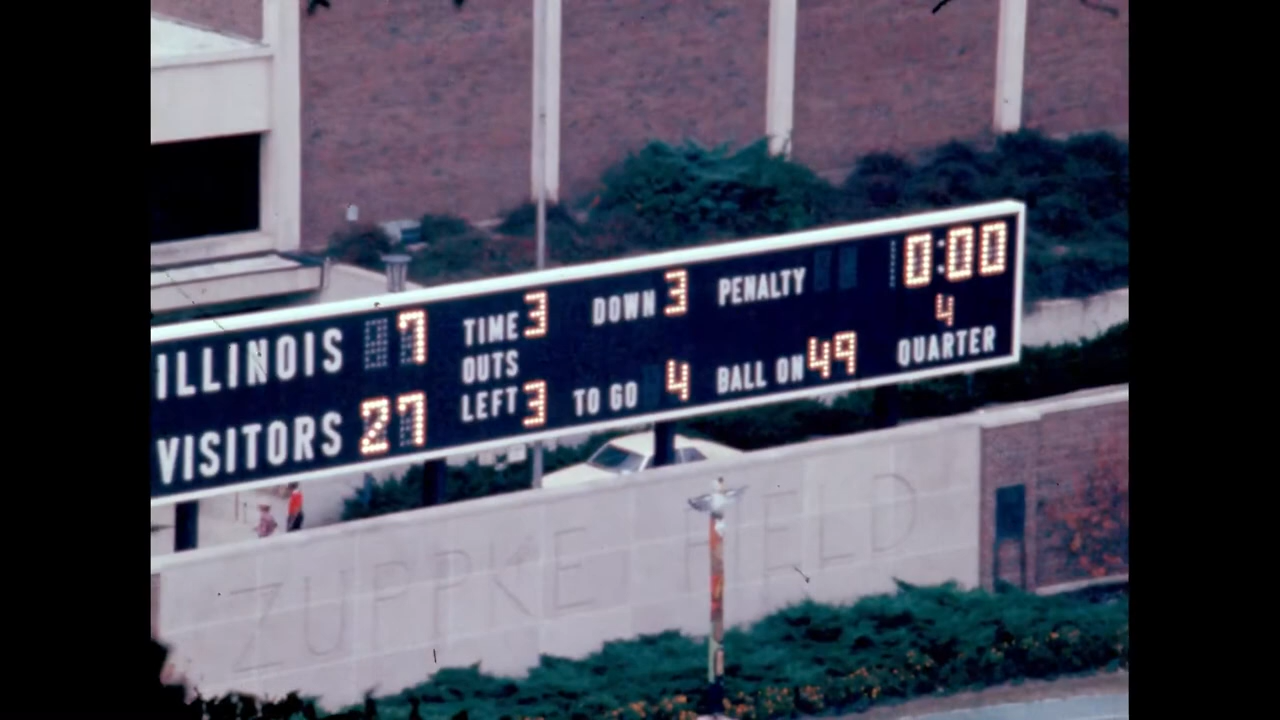 ILLINOIS 7 TIME 3 DOWN 3 PENALTY 0:00
OUTS 4
VISITORS 27 LEFT 3 TO GO 4 BALL ON 49 QUARTER
ZUPPKE FIELD